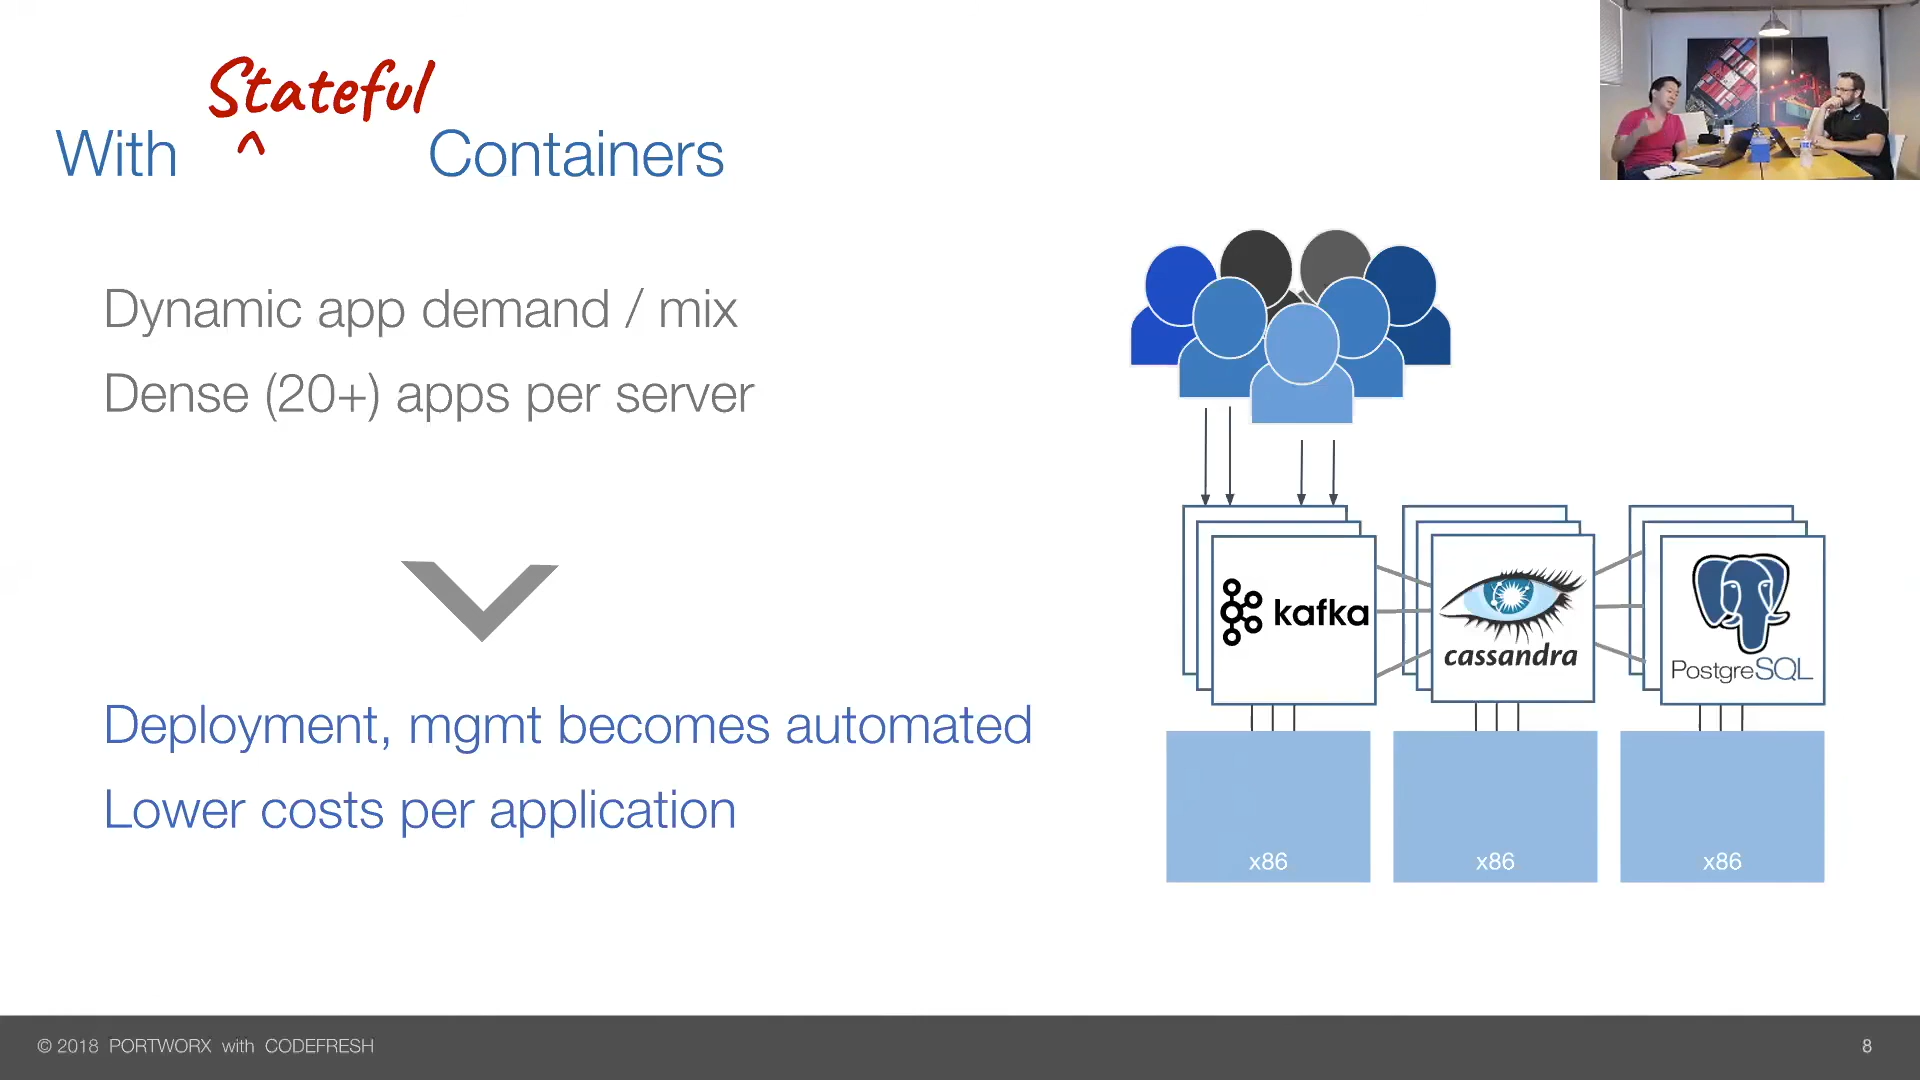 Stateful
With ^ Containers
Dynamic app demand / mix
Dense (20+) apps per server
Deployment, mgmt becomes automated
Lower costs per application
kafka
cassandra
PostgreSQL
x86
x86
x86
© 2018 PORTWORX with CODEFRESH
8